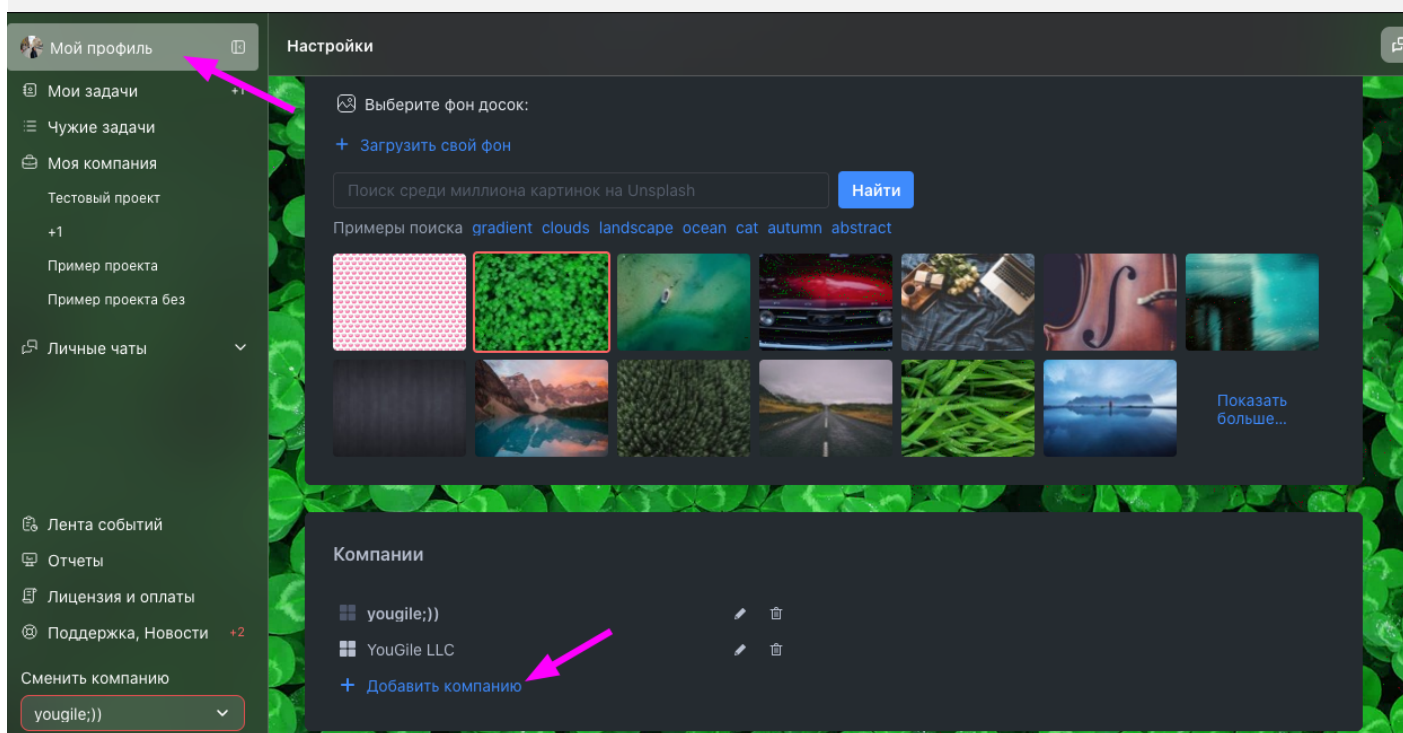 Мой профиль
Мои задачи +1
Чужие задачи
Моя компания
Тестовый проект
+1
Пример проекта
Пример проекта без
Личные чаты
Лента событий
Отчеты
Лицензия и оплаты
Поддержка, Новости +2
Сменить компанию
yougile;))
Настройки
Выберите фон досок:
+ Загрузить свой фон
Поиск среди миллиона картинок на Unsplash
Найти
Примеры поиска gradient clouds landscape ocean cat autumn abstract
Показать
больше...
Компании
yougile;))
YouGile LLC
+ Добавить компанию